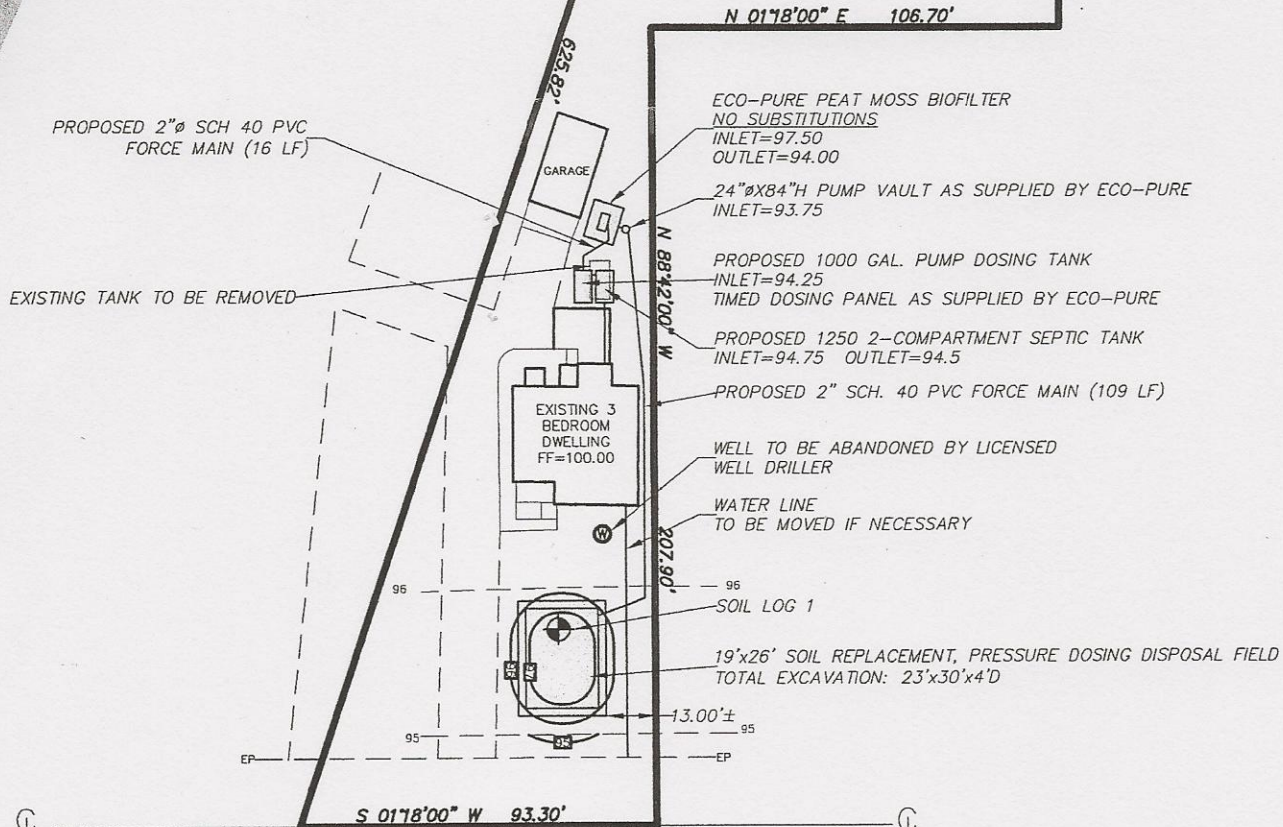 N 01°18'00" E 106.70'
625.82'
PROPOSED 2"ø SCH 40 PVC
FORCE MAIN (16 LF)
GARAGE
ECO-PURE PEAT MOSS BIOFILTER
NO SUBSTITUTIONS
INLET=97.50
OUTLET=94.00
24"øX84"H PUMP VAULT AS SUPPLIED BY ECO-PURE
INLET=93.75
N 88°42'00" W
PROPOSED 1000 GAL. PUMP DOSING TANK
INLET=94.25
TIMED DOSING PANEL AS SUPPLIED BY ECO-PURE
EXISTING TANK TO BE REMOVED
PROPOSED 1250 2-COMPARTMENT SEPTIC TANK
INLET=94.75 OUTLET=94.5
PROPOSED 2" SCH. 40 PVC FORCE MAIN (109 LF)
EXISTING 3
BEDROOM
DWELLING
FF=100.00
WELL TO BE ABANDONED BY LICENSED
WELL DRILLER
WATER LINE
TO BE MOVED IF NECESSARY
W
207.90'
96
96
SOIL LOG 1
19'x26' SOIL REPLACEMENT, PRESSURE DOSING DISPOSAL FIELD
TOTAL EXCAVATION: 23'x30'x4'D
13.00'±
95
95
EP
EP
S 01°18'00" W 93.30'